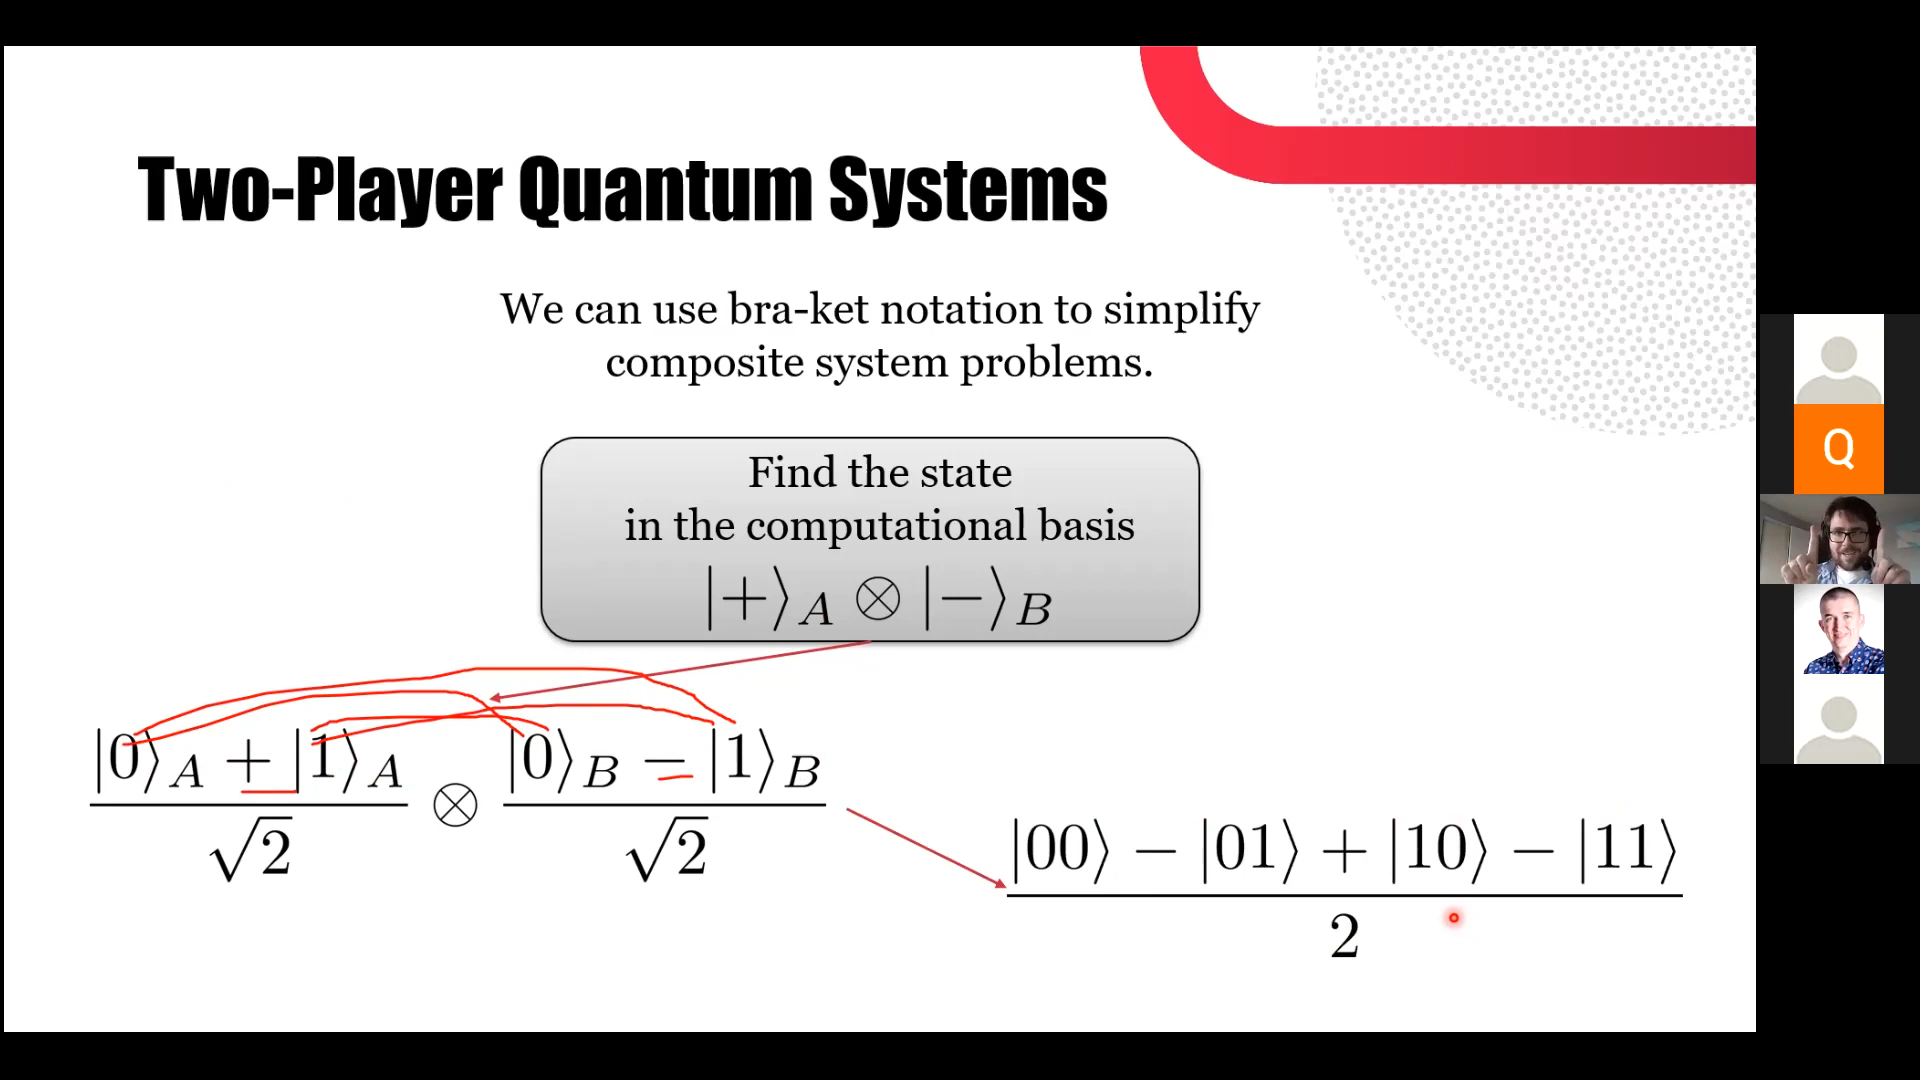 Two-Player Quantum Systems
We can use bra-ket notation to simplify
composite system problems.
Find the state
in the computational basis
|+⟩A ⊗ |−⟩B
|0⟩A + |1⟩A / √2 ⊗ |0⟩B − |1⟩B / √2
|00⟩ − |01⟩ + |10⟩ − |11⟩ / 2
Q